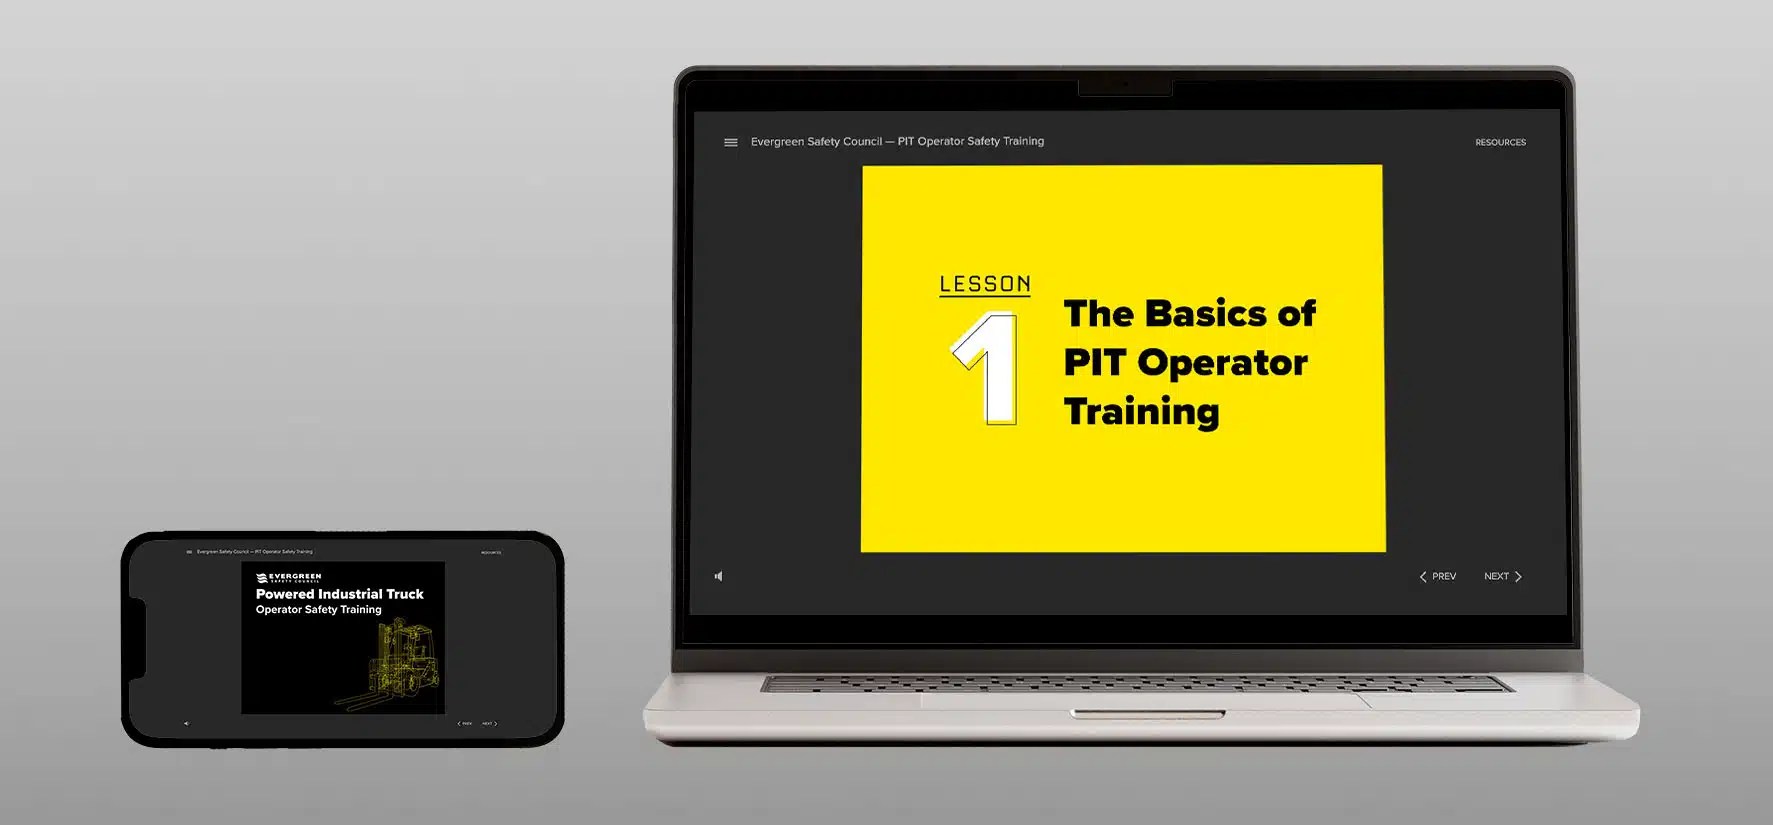 Evergreen Safety Council — PIT Operator Safety Training
RESOURCES
LESSON
1
The Basics of
PIT Operator
Training
PREV
NEXT
Evergreen Safety Council — PIT Operator Safety Training
RESOURCES
EVERGREEN
SAFETY COUNCIL
Powered Industrial Truck
Operator Safety Training
PREV
NEXT